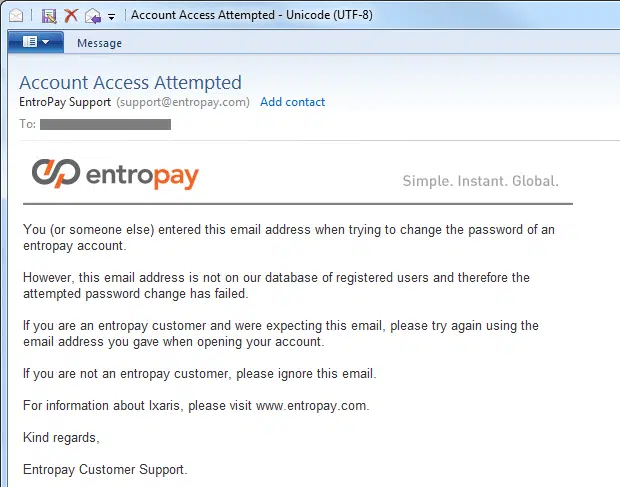 Account Access Attempted - Unicode (UTF-8)
Message
Account Access Attempted
EntroPay Support (support@entropay.com) Add contact
To:
entropay
Simple. Instant. Global.
You (or someone else) entered this email address when trying to change the password of an
entropay account.
However, this email address is not on our database of registered users and therefore the
attempted password change has failed.
If you are an entropay customer and were expecting this email, please try again using the
email address you gave when opening your account.
If you are not an entropay customer, please ignore this email.
For information about Ixaris, please visit www.entropay.com.
Kind regards,
Entropay Customer Support.